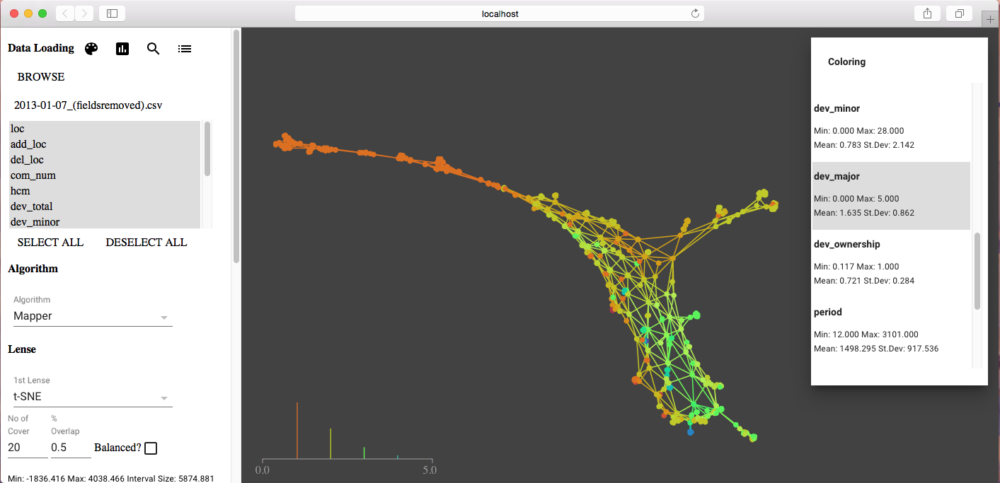 localhost
Data Loading
BROWSE
2013-01-07_(fieldsremoved).csv
loc
add_loc
del_loc
com_num
hcm
dev_total
dev_minor
SELECT ALL DESELECT ALL
Algorithm
Algorithm
Mapper
Lense
1st Lense
t-SNE
No of Cover
% Overlap
20 0.5 Balanced?
Min: -1836.416 Max: 4038.466 Interval Size: 5874.881
0.0 5.0
Coloring
dev_minor
Min: 0.000 Max: 28.000
Mean: 0.783 St.Dev: 2.142
dev_major
Min: 0.000 Max: 5.000
Mean: 1.635 St.Dev: 0.862
dev_ownership
Min: 0.117 Max: 1.000
Mean: 0.721 St.Dev: 0.284
period
Min: 12.000 Max: 3101.000
Mean: 1498.295 St.Dev: 917.536